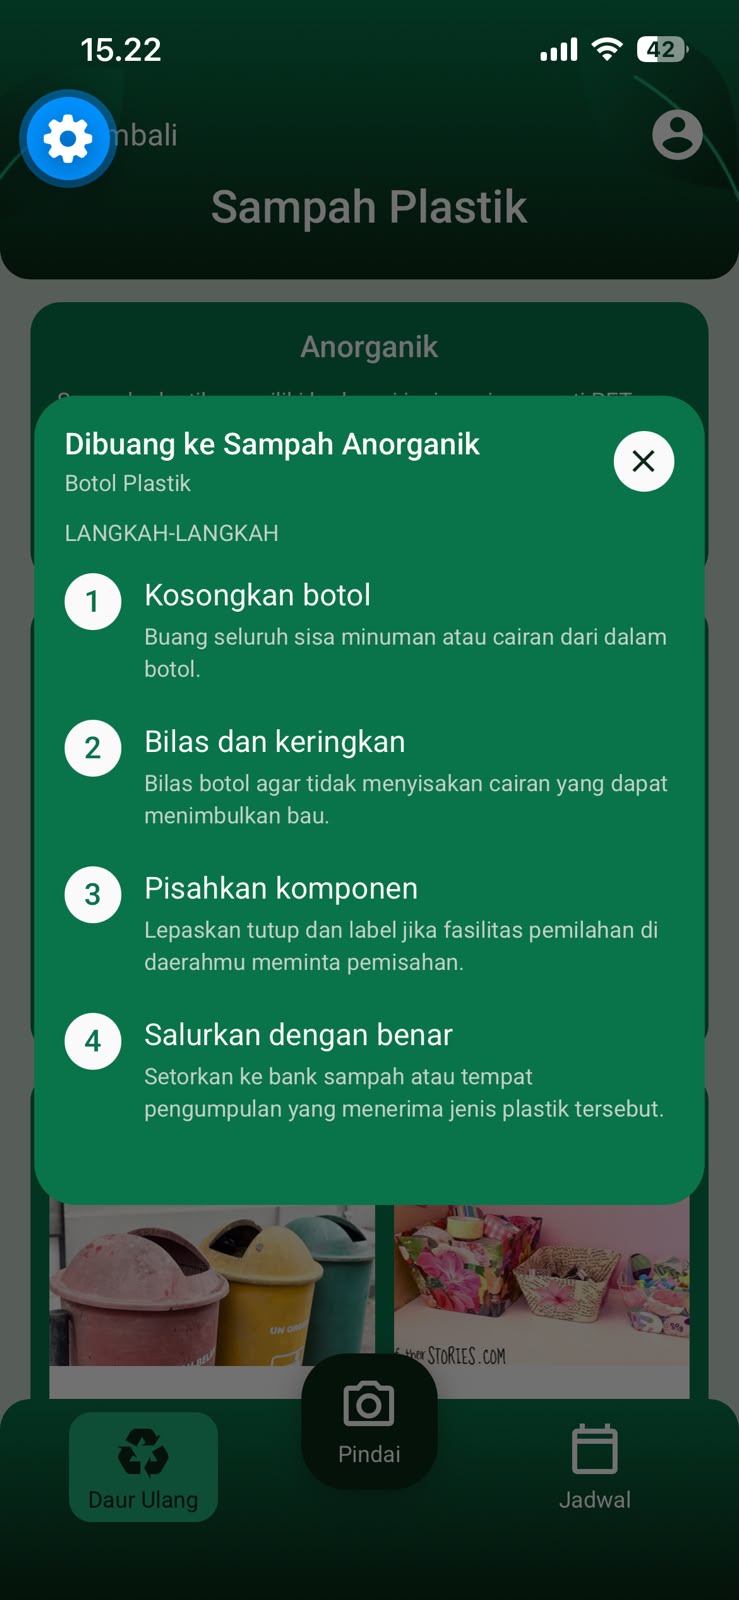 15.22
42
mbali
Sampah Plastik
Anorganik
Dibuang ke Sampah Anorganik
Botol Plastik
LANGKAH-LANGKAH
1
Kosongkan botol
Buang seluruh sisa minuman atau cairan dari dalam
botol.
2
Bilas dan keringkan
Bilas botol agar tidak menyisakan cairan yang dapat
menimbulkan bau.
3
Pisahkan komponen
Lepaskan tutup dan label jika fasilitas pemilahan di
daerahmu meminta pemisahan.
4
Salurkan dengan benar
Setorkan ke bank sampah atau tempat
pengumpulan yang menerima jenis plastik tersebut.
UN ORG
STORIES.COM
Pindai
Daur Ulang
Jadwal